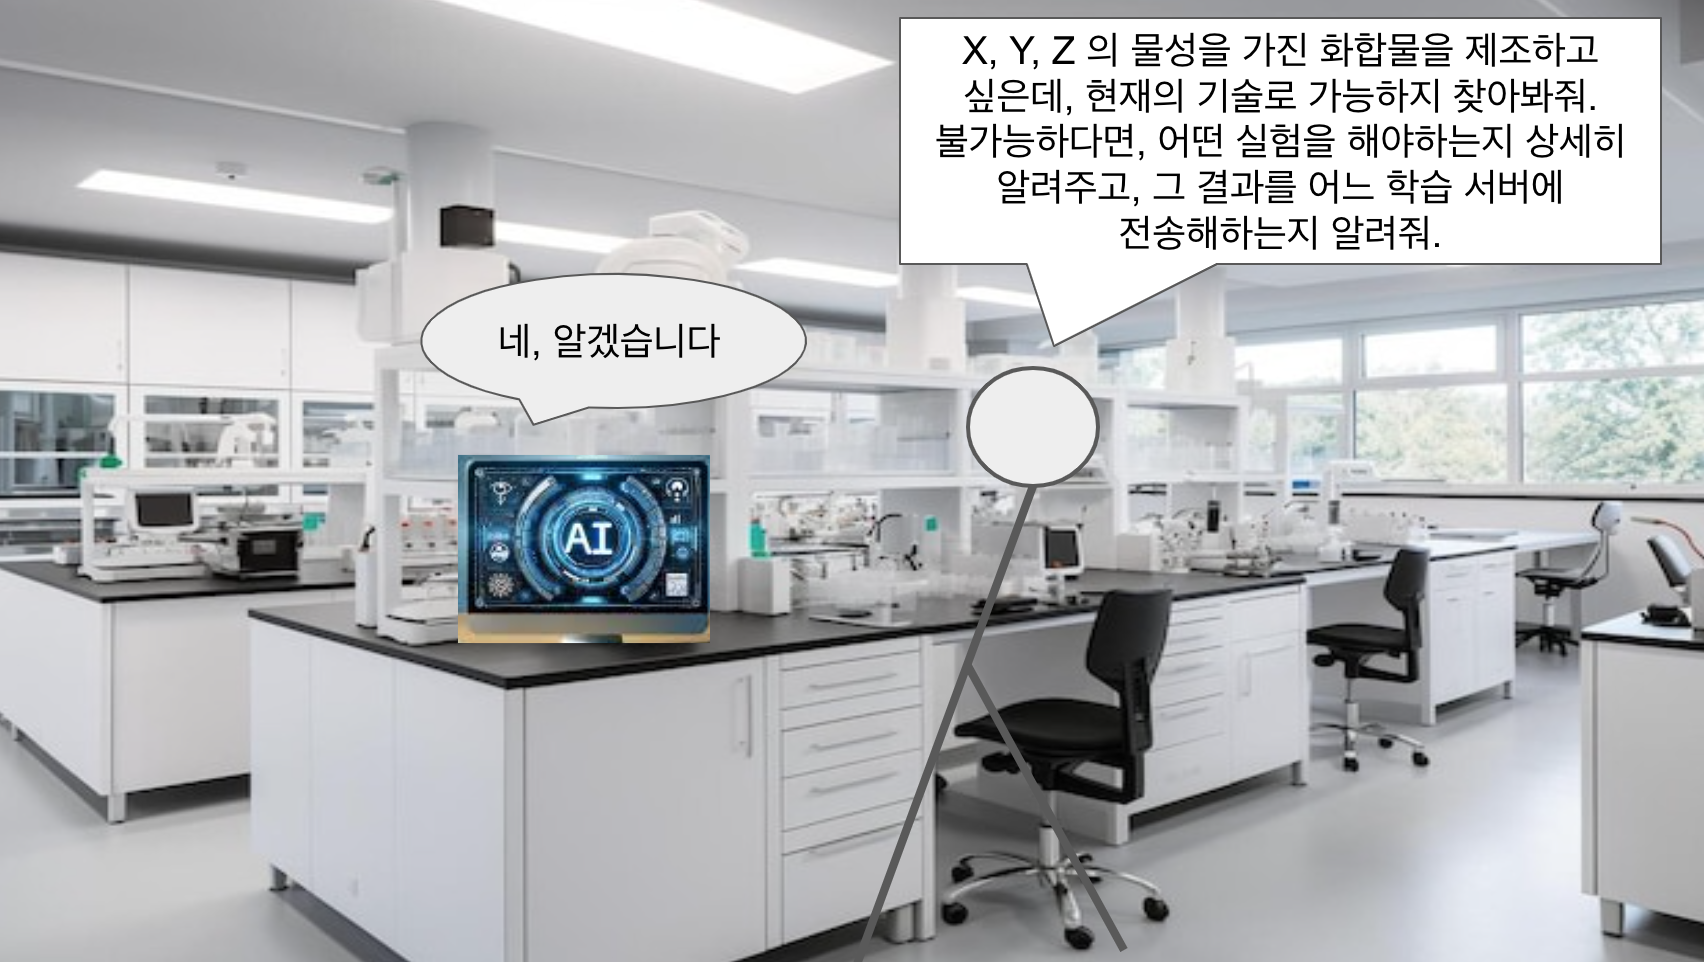 X, Y, Z 의 물성을 가진 화합물을 제조하고
싶은데, 현재의 기술로 가능하지 찾아봐줘.
불가능하다면, 어떤 실험을 해야하는지 상세히
알려주고, 그 결과를 어느 학습 서버에
전송해하는지 알려줘.
네, 알겠습니다
AI